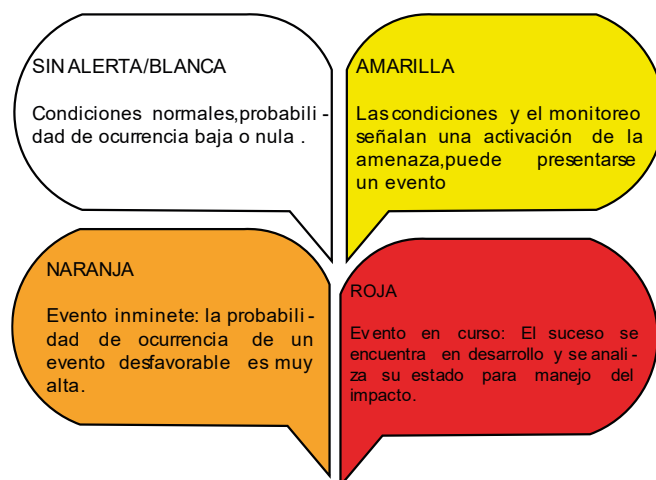 SIN ALERTA/BLANCA
Condiciones normales,probabili-
dad de ocurrencia baja o nula .
AMARILLA
Las condiciones y el monitoreo
señalan una activación de la
amenaza,puede presentarse
un evento
NARANJA
Evento inminete: la probabili-
dad de ocurrencia de un
evento desfavorable es muy
alta.
ROJA
Evento en curso: El suceso se
encuentra en desarrollo y se anali-
za su estado para manejo del
impacto.